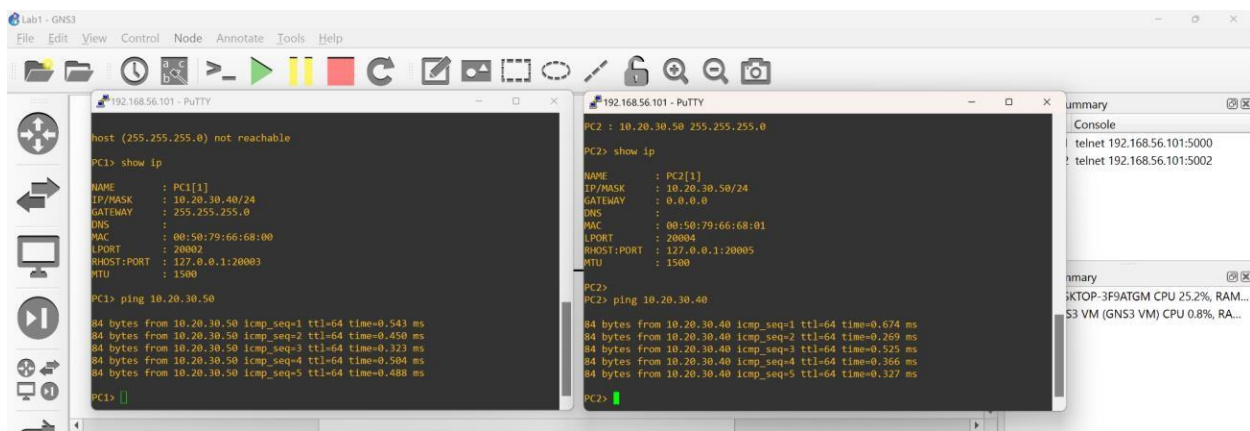 Lab1 - GNS3
File Edit View Control Node Annotate Tools Help
192.168.56.101 - PuTTY
host (255.255.255.0) not reachable
PC1> show ip
NAME : PC1[1]
IP/MASK : 10.20.30.40/24
GATEWAY : 255.255.255.0
DNS :
MAC : 00:50:79:66:68:00
LPORT : 20002
RHOST:PORT : 127.0.0.1:20003
MTU : 1500
PC1> ping 10.20.30.50
84 bytes from 10.20.30.50 icmp_seq=1 ttl=64 time=0.543 ms
84 bytes from 10.20.30.50 icmp_seq=2 ttl=64 time=0.450 ms
84 bytes from 10.20.30.50 icmp_seq=3 ttl=64 time=0.323 ms
84 bytes from 10.20.30.50 icmp_seq=4 ttl=64 time=0.504 ms
84 bytes from 10.20.30.50 icmp_seq=5 ttl=64 time=0.488 ms
PC1>
192.168.56.101 - PuTTY
PC2 : 10.20.30.50 255.255.255.0
PC2> show ip
NAME : PC2[1]
IP/MASK : 10.20.30.50/24
GATEWAY : 0.0.0.0
DNS :
MAC : 00:50:79:66:68:01
LPORT : 20004
RHOST:PORT : 127.0.0.1:20005
MTU : 1500
PC2>
PC2> ping 10.20.30.40
84 bytes from 10.20.30.40 icmp_seq=1 ttl=64 time=0.674 ms
84 bytes from 10.20.30.40 icmp_seq=2 ttl=64 time=0.269 ms
84 bytes from 10.20.30.40 icmp_seq=3 ttl=64 time=0.525 ms
84 bytes from 10.20.30.40 icmp_seq=4 ttl=64 time=0.366 ms
84 bytes from 10.20.30.40 icmp_seq=5 ttl=64 time=0.327 ms
PC2>
ummary
Console
1 telnet 192.168.56.101:5000
2 telnet 192.168.56.101:5002
mmary
SKTOP-3F9ATGM CPU 25.2%, RAM...
S3 VM (GNS3 VM) CPU 0.8%, RA...